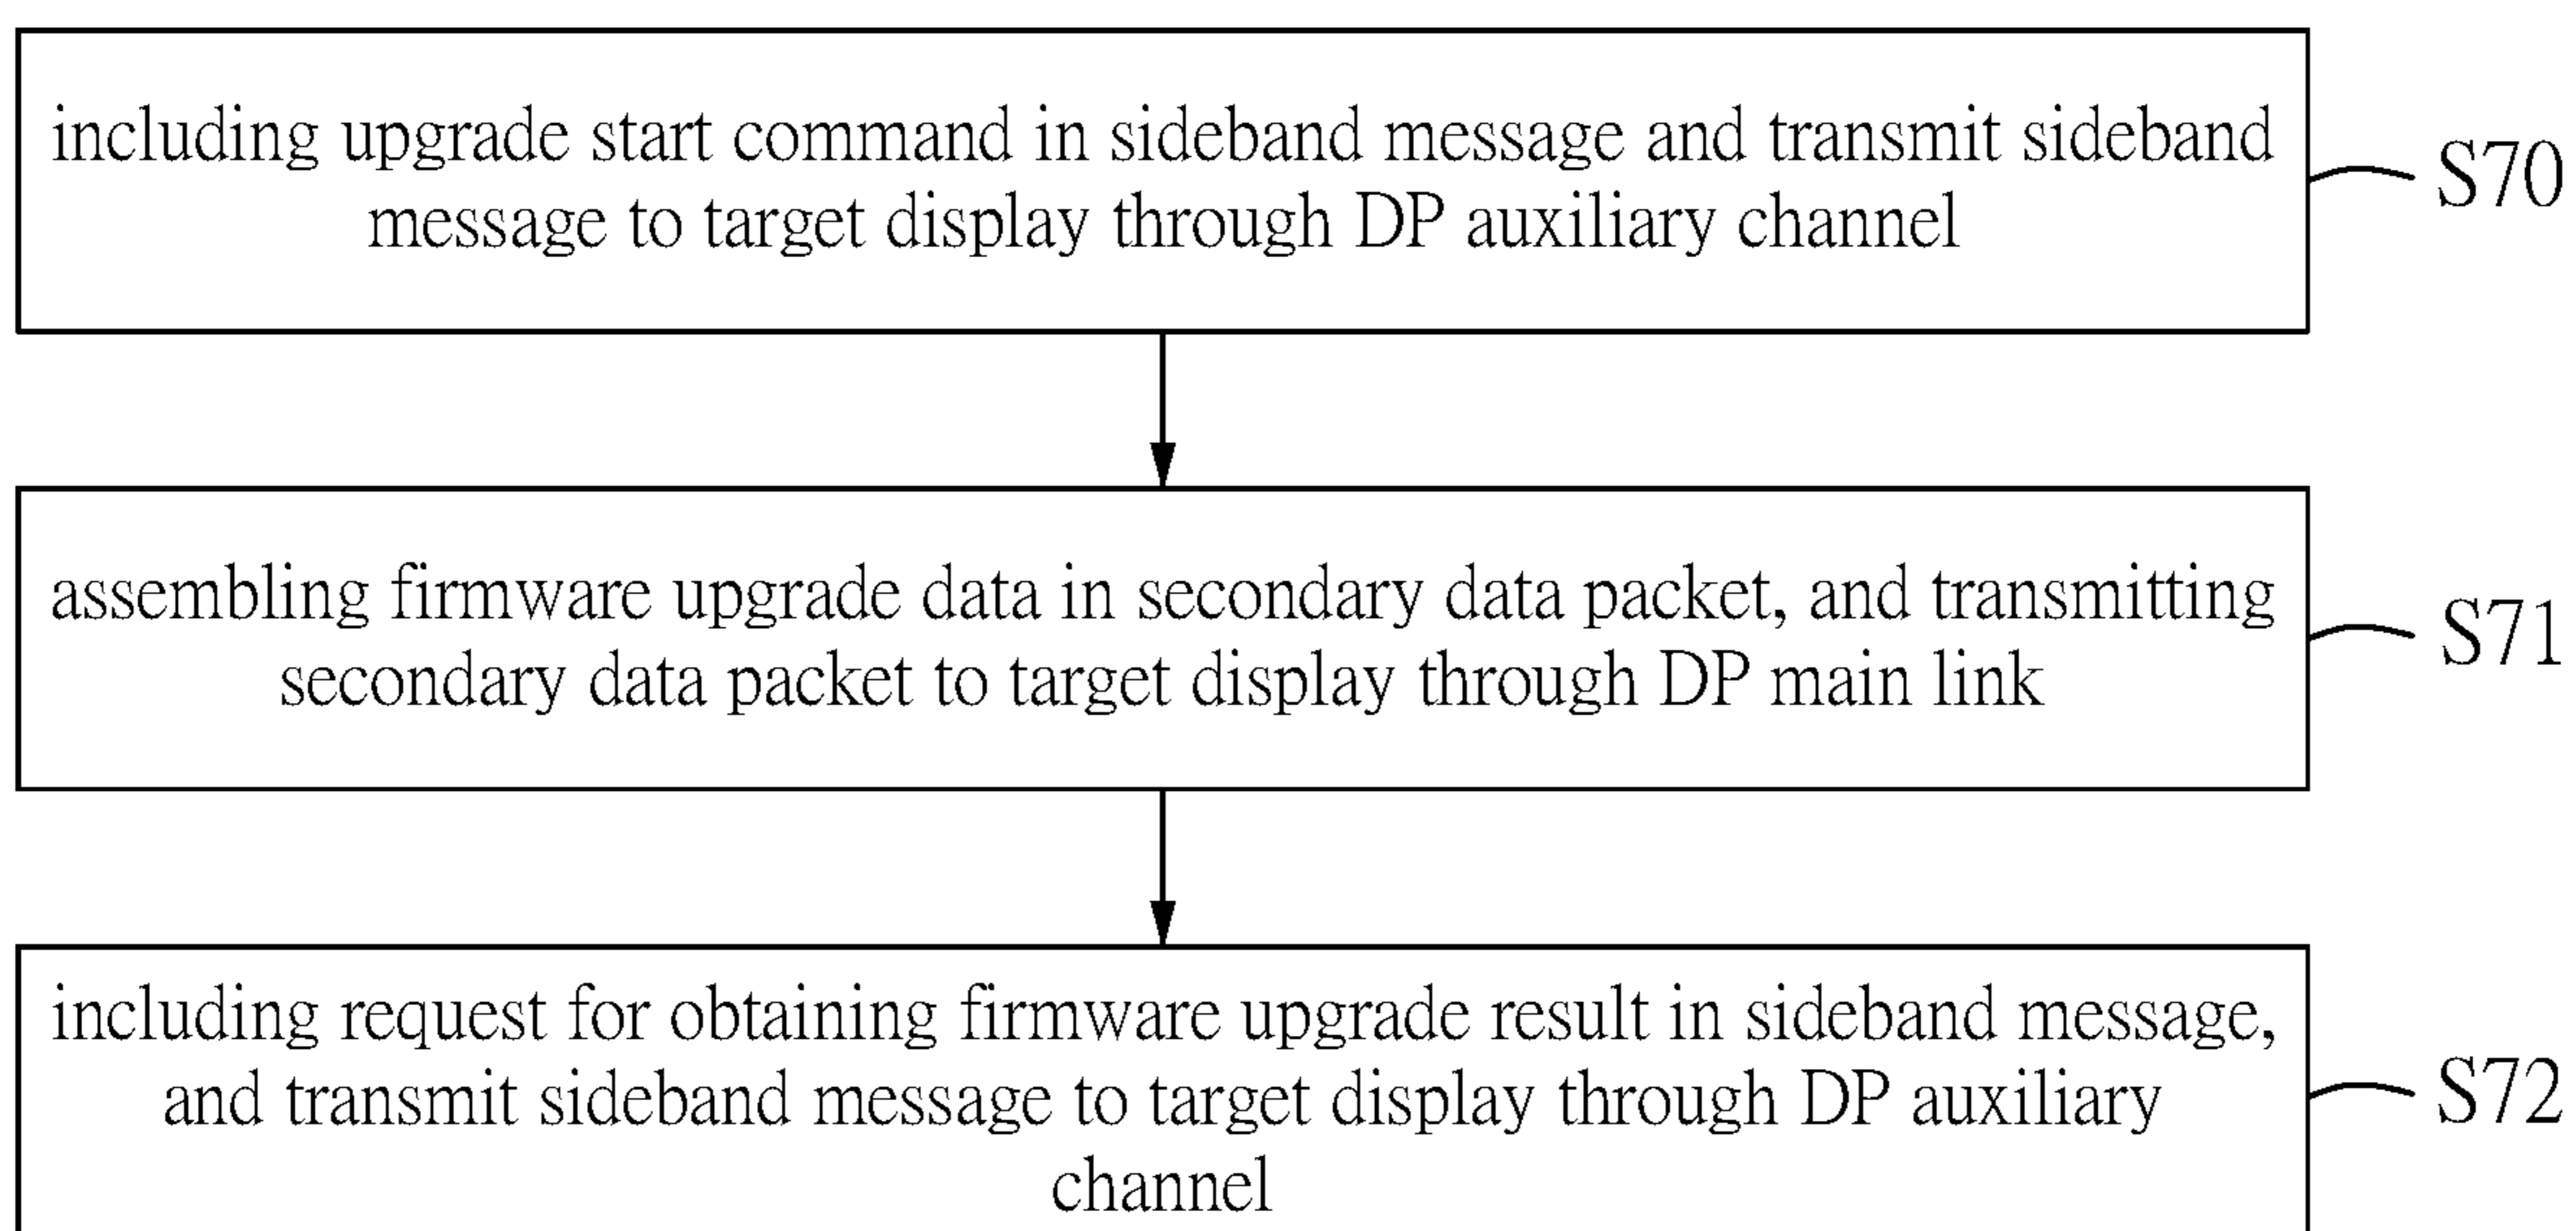 including upgrade start command in sideband message and transmit sideband
message to target display through DP auxiliary channel
S70
assembling firmware upgrade data in secondary data packet, and transmitting
secondary data packet to target display through DP main link
S71
including request for obtaining firmware upgrade result in sideband message,
and transmit sideband message to target display through DP auxiliary
channel
S72